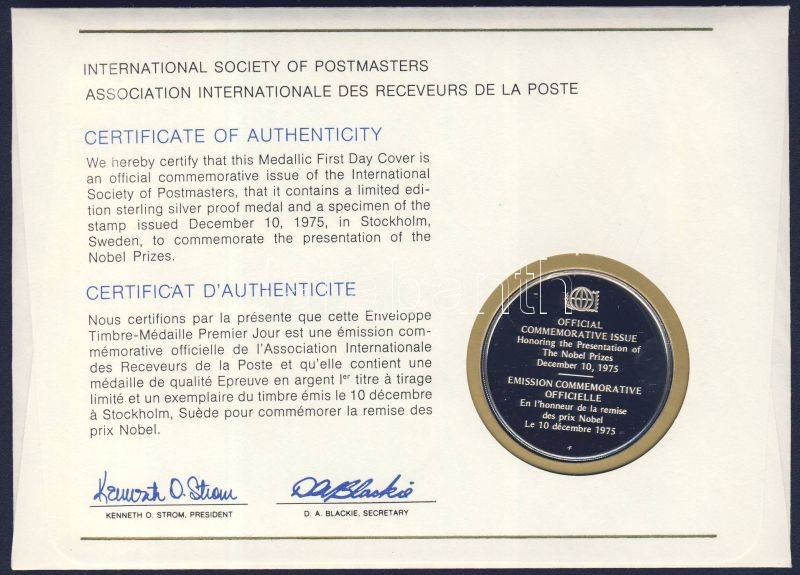 INTERNATIONAL SOCIETY OF POSTMASTERS
ASSOCIATION INTERNATIONALE DES RECEVEURS DE LA POSTE
CERTIFICATE OF AUTHENTICITY
We hereby certify that this Medallic First Day Cover is
an official commemorative issue of the International
Society of Postmasters, that it contains a limited edi-
tion sterling silver proof medal and a specimen of the
stamp issued December 10, 1975, in Stockholm,
Sweden, to commemorate the presentation of the
Nobel Prizes.
CERTIFICAT D'AUTHENTICITE
Nous certifions par la présente que cette Enveloppe
Timbre-Médaille Premier Jour est une émission com-
mémorative officielle de l'Association Internationale
des Receveurs de la Poste et qu'elle contient une
médaille de qualité Epreuve en argent Ier titre à tirage
limité et un exemplaire du timbre émis le 10 décembre
à Stockholm, Suède pour commémorer la remise des
prix Nobel.
Kenneth O. Strom
KENNETH O. STROM, PRESIDENT
D A Blackie
D. A. BLACKIE, SECRETARY
OFFICIAL
COMMEMORATIVE ISSUE
Honoring the Presentation of
The Nobel Prizes
December 10, 1975
EMISSION COMMEMORATIVE
OFFICIELLE
En l'honneur de la remise
des prix Nobel
Le 10 décembre 1975